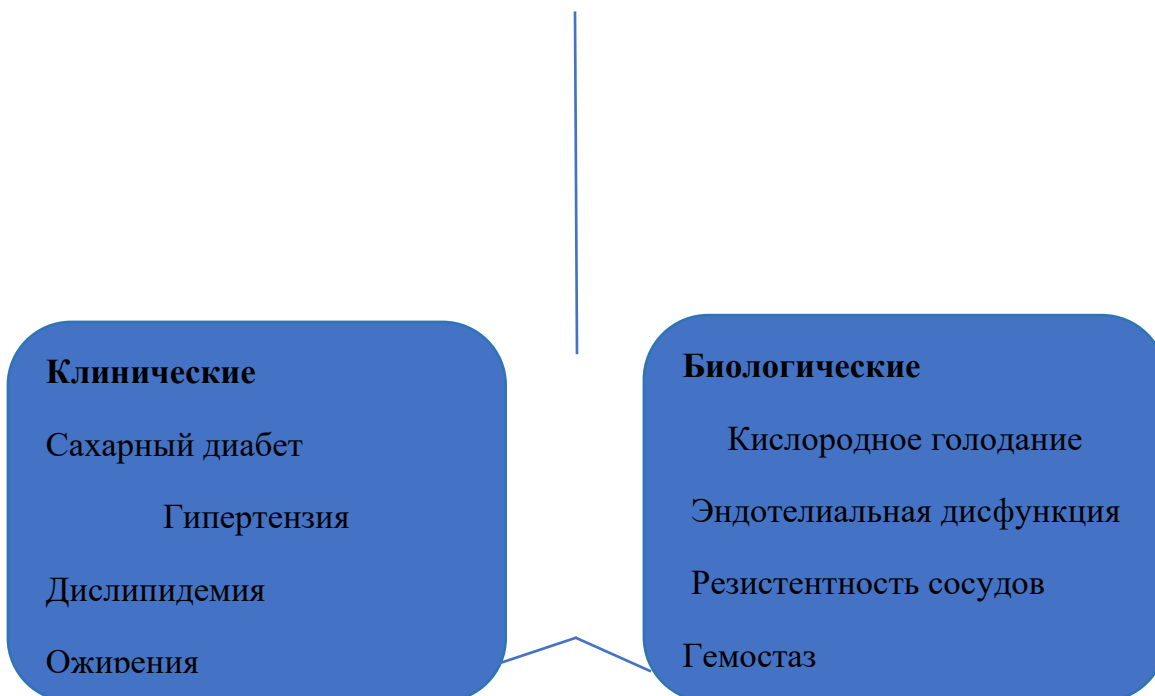 Клинические
Сахарный диабет
Гипертензия
Дислипидемия
Ожирения
Биологические
Кислородное голодание
Эндотелиальная дисфункция
Резистентность сосудов
Гемостаз